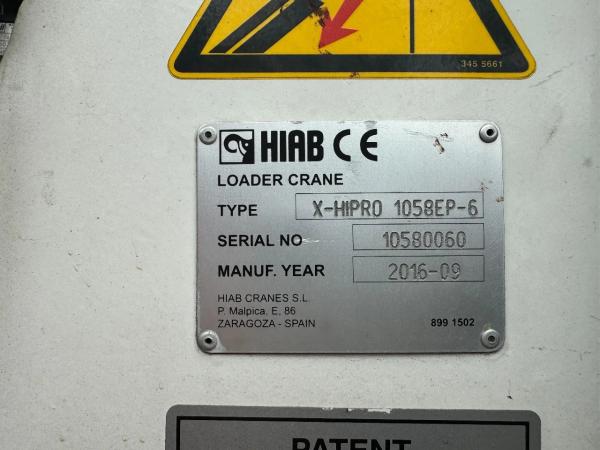 345 5661
HIAB CE
LOADER CRANE
TYPE X-HIPRO 1058EP-6
SERIAL NO 10580060
MANUF. YEAR 2016-09
HIAB CRANES S.L.
P. Malpica, E, 86
ZARAGOZA - SPAIN 899 1502
PATENT